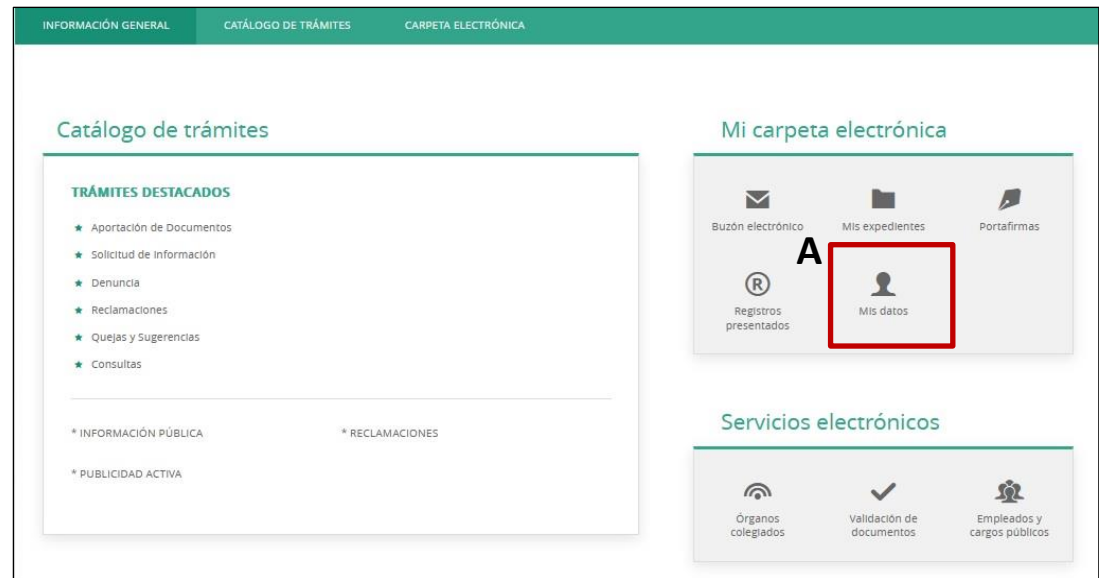 INFORMACIÓN GENERAL CATÁLOGO DE TRÁMITES CARPETA ELECTRÓNICA
Catálogo de trámites
TRÁMITES DESTACADOS
Aportación de Documentos
Solicitud de Información
Denuncia
Reclamaciones
Quejas y Sugerencias
Consultas
* INFORMACIÓN PÚBLICA * RECLAMACIONES
* PUBLICIDAD ACTIVA
Mi carpeta electrónica
Buzón electrónico Mis expedientes Portafirmas
A
®
Registros
presentados
Mis datos
Servicios electrónicos
Órganos
colegiados
Validación de
documentos
Empleados y
cargos públicos